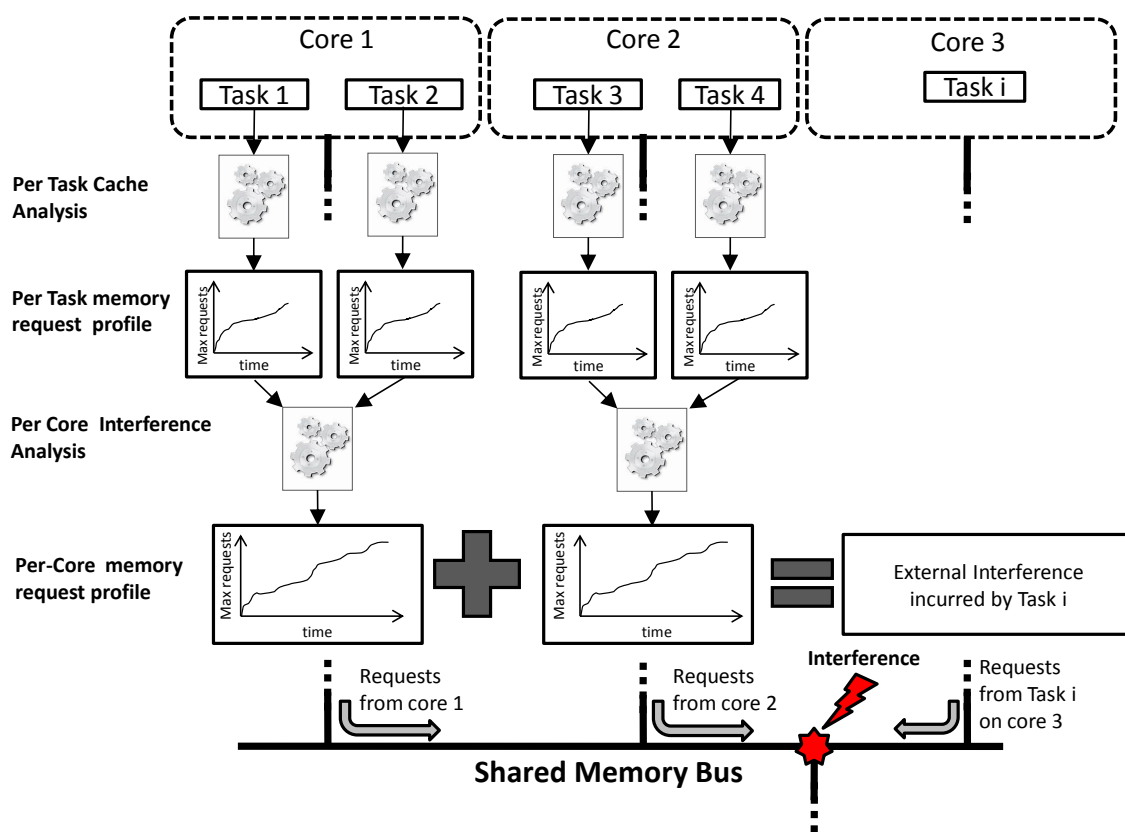 Core 1
Core 2
Core 3
Task 1
Task 2
Task 3
Task 4
Task i
Per Task Cache
Analysis
Per Task memory
request profile
Max requests
time
Max requests
time
Max requests
time
Max requests
time
Per Core Interference
Analysis
Per-Core memory
request profile
Max requests
time
Max requests
time
External Interference
incurred by Task i
Requests
from core 1
Requests
from core 2
Interference
Requests
from Task i
on core 3
Shared Memory Bus